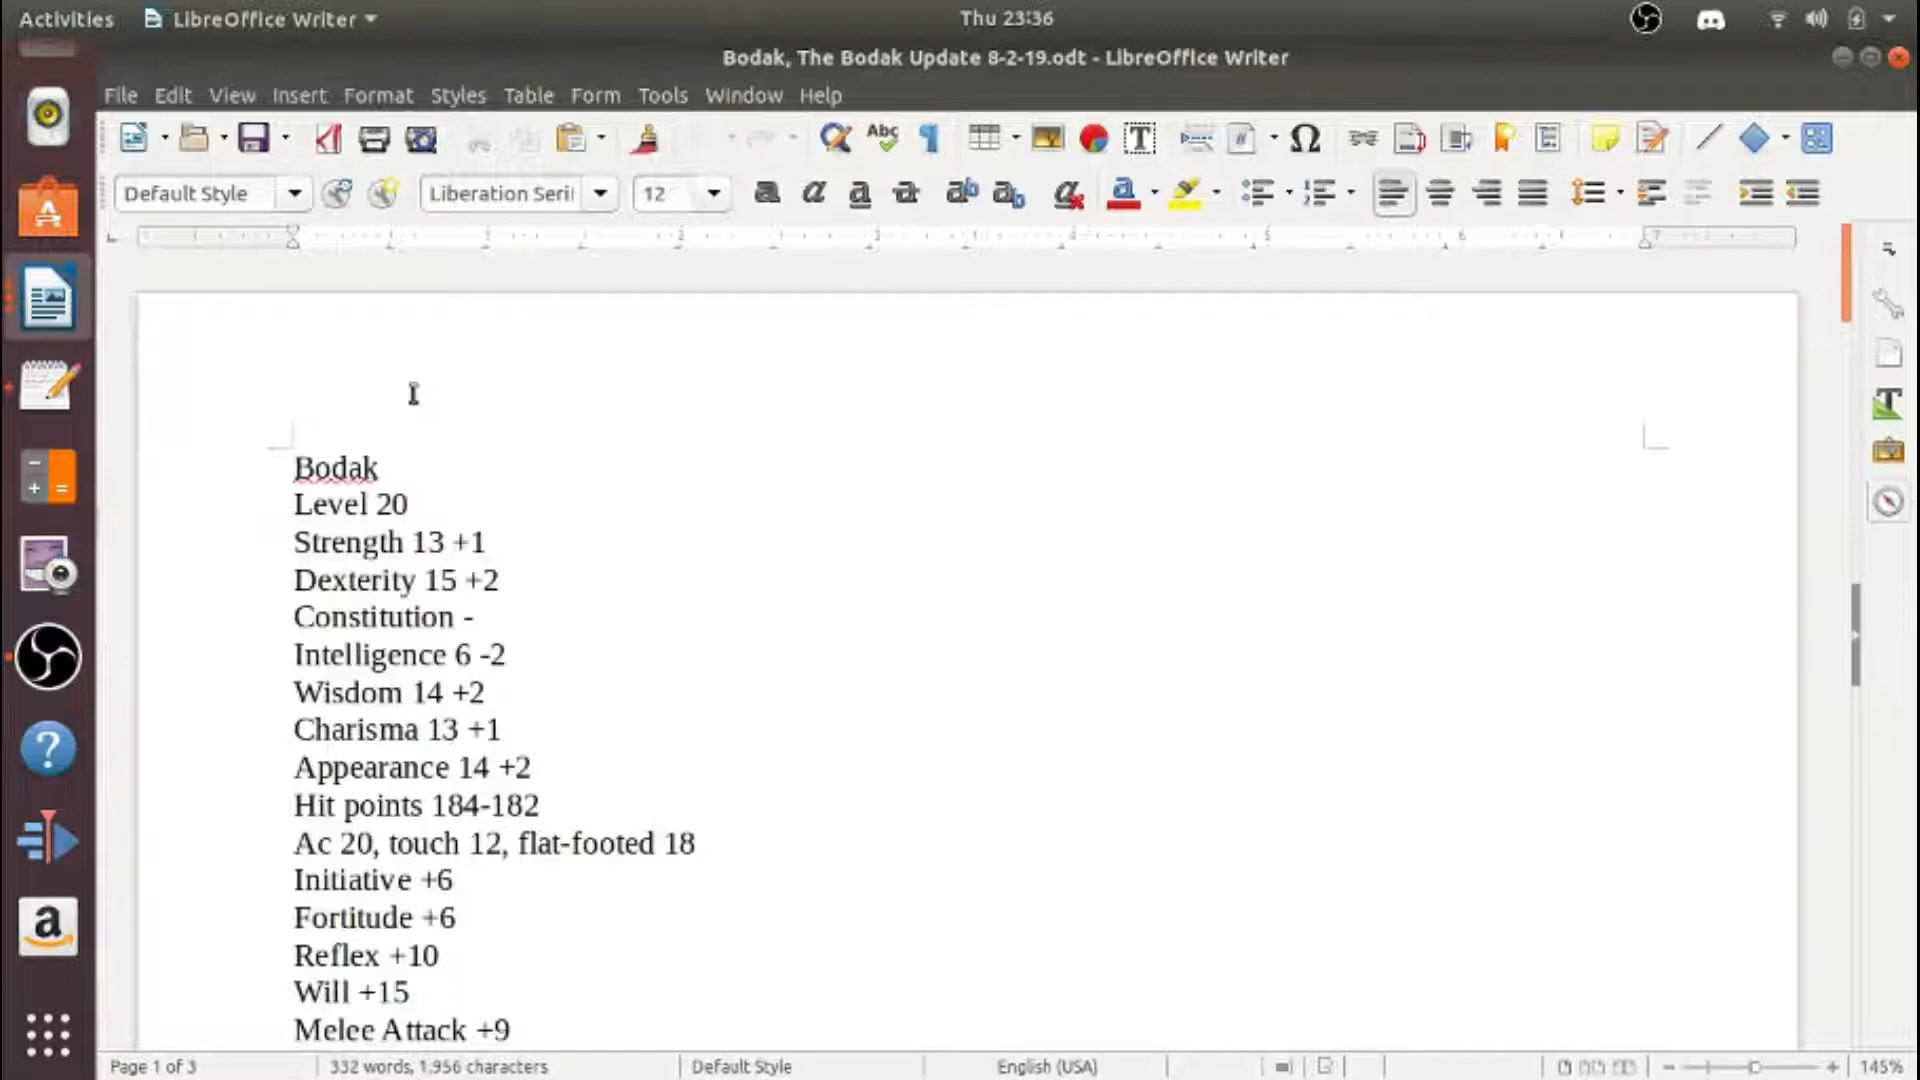 Activities LibreOffice Writer Thu 23:36
Bodak, The Bodak Update 8-2-19.odt - LibreOffice Writer
File Edit View Insert Format Styles Table Form Tools Window Help
Default Style Liberation Seri 12
Bodak
Level 20
Strength 13 +1
Dexterity 15 +2
Constitution -
Intelligence 6 -2
Wisdom 14 +2
Charisma 13 +1
Appearance 14 +2
Hit points 184-182
Ac 20, touch 12, flat-footed 18
Initiative +6
Fortitude +6
Reflex +10
Will +15
Melee Attack +9
Page 1 of 3 332 words, 1,956 characters Default Style English (USA) 145%